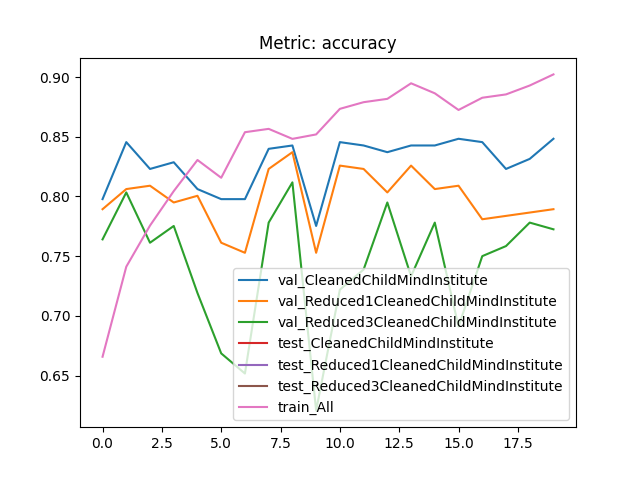 Metric: accuracy
0.90
0.85
0.80
0.75
0.70
0.65
val_CleanedChildMindInstitute
val_Reduced1CleanedChildMindInstitute
val_Reduced3CleanedChildMindInstitute
test_CleanedChildMindInstitute
test_Reduced1CleanedChildMindInstitute
test_Reduced3CleanedChildMindInstitute
train_All
0.0 2.5 5.0 7.5 10.0 12.5 15.0 17.5